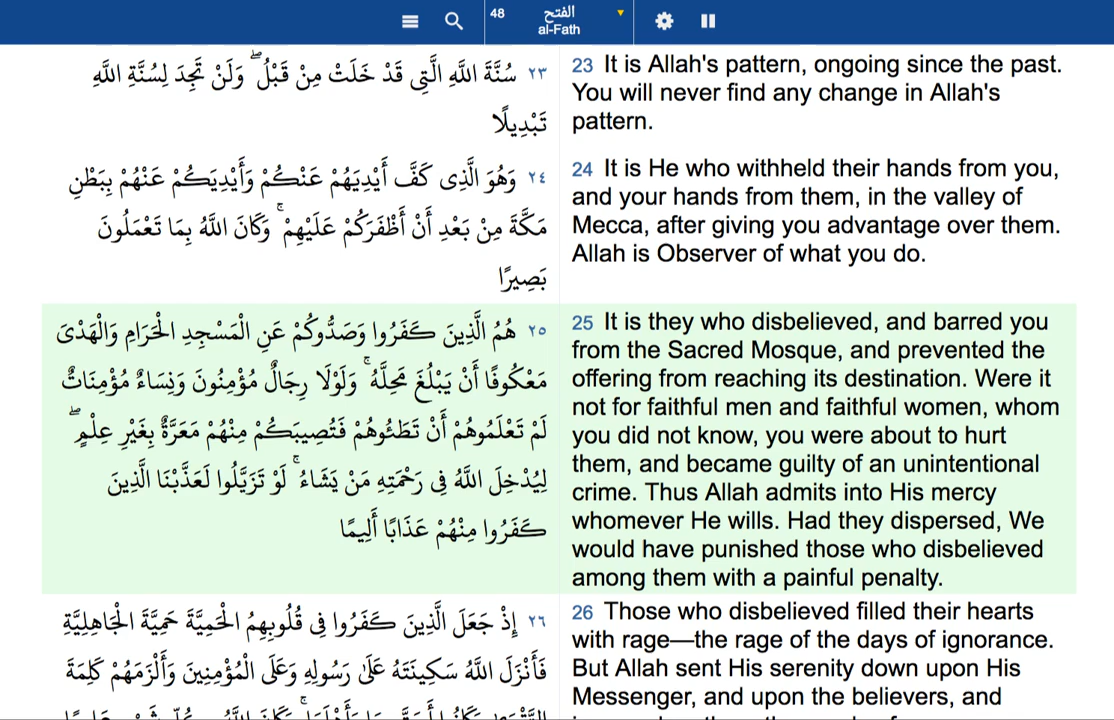 48
الفتح
al-Fath
٢٣ سُنَّةَ اللَّهِ الَّتِي قَدْ خَلَتْ مِنْ قَبْلُ ۖ وَلَنْ تَجِدَ لِسُنَّةِ اللَّهِ
تَبْدِيلًا
23 It is Allah's pattern, ongoing since the past.
You will never find any change in Allah's
pattern.
٢٤ وَهُوَ الَّذِي كَفَّ أَيْدِيَهُمْ عَنْكُمْ وَأَيْدِيَكُمْ عَنْهُمْ بِبَطْنِ
مَكَّةَ مِنْ بَعْدِ أَنْ أَظْفَرَكُمْ عَلَيْهِمْ ۚ وَكَانَ اللَّهُ بِمَا تَعْمَلُونَ
بَصِيرًا
24 It is He who withheld their hands from you,
and your hands from them, in the valley of
Mecca, after giving you advantage over them.
Allah is Observer of what you do.
٢٥ هُمُ الَّذِينَ كَفَرُوا وَصَدُّوكُمْ عَنِ الْمَسْجِدِ الْحَرَامِ وَالْهَدْيَ
مَعْكُوفًا أَنْ يَبْلُغَ مَحِلَّهُ ۚ وَلَوْلَا رِجَالٌ مُؤْمِنُونَ وَنِسَاءٌ مُؤْمِنَاتٌ
لَمْ تَعْلَمُوهُمْ أَنْ تَطَئُوهُمْ فَتُصِيبَكُمْ مِنْهُمْ مَعَرَّةٌ بِغَيْرِ عِلْمٍ ۖ
لِيُدْخِلَ اللَّهُ فِي رَحْمَتِهِ مَنْ يَشَاءُ ۚ لَوْ تَزَيَّلُوا لَعَذَّبْنَا الَّذِينَ
كَفَرُوا مِنْهُمْ عَذَابًا أَلِيمًا
25 It is they who disbelieved, and barred you
from the Sacred Mosque, and prevented the
offering from reaching its destination. Were it
not for faithful men and faithful women, whom
you did not know, you were about to hurt
them, and became guilty of an unintentional
crime. Thus Allah admits into His mercy
whomever He wills. Had they dispersed, We
would have punished those who disbelieved
among them with a painful penalty.
٢٦ إِذْ جَعَلَ الَّذِينَ كَفَرُوا فِي قُلُوبِهِمُ الْحَمِيَّةَ حَمِيَّةَ الْجَاهِلِيَّةِ
فَأَنْزَلَ اللَّهُ سَكِينَتَهُ عَلَىٰ رَسُولِهِ وَعَلَى الْمُؤْمِنِينَ وَأَلْزَمَهُمْ كَلِمَةَ
26 Those who disbelieved filled their hearts
with rage—the rage of the days of ignorance.
But Allah sent His serenity down upon His
Messenger, and upon the believers, and